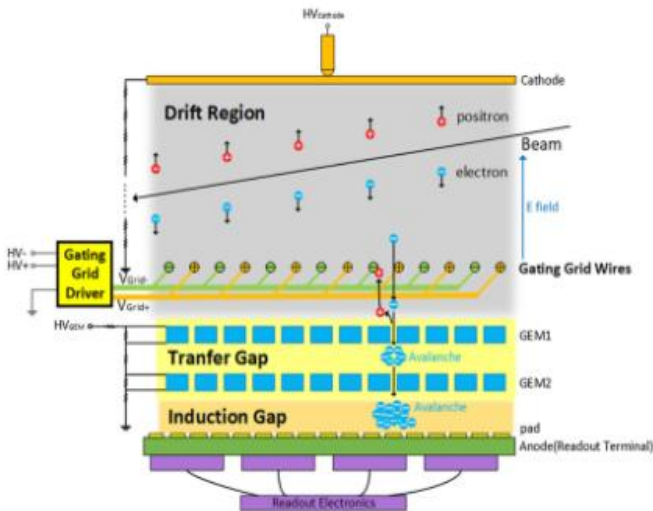 HVCathode
Cathode
Drift Region
positron
Beam
electron
E field
HV-
HV+
Gating
Grid
Driver
VGrid-
VGrid+
Gating Grid Wires
HVGEM
GEM1
Tranfer Gap
Avalanche
GEM2
Avalanche
Induction Gap
pad
Anode(Readout Terminal)
Readout Electronics